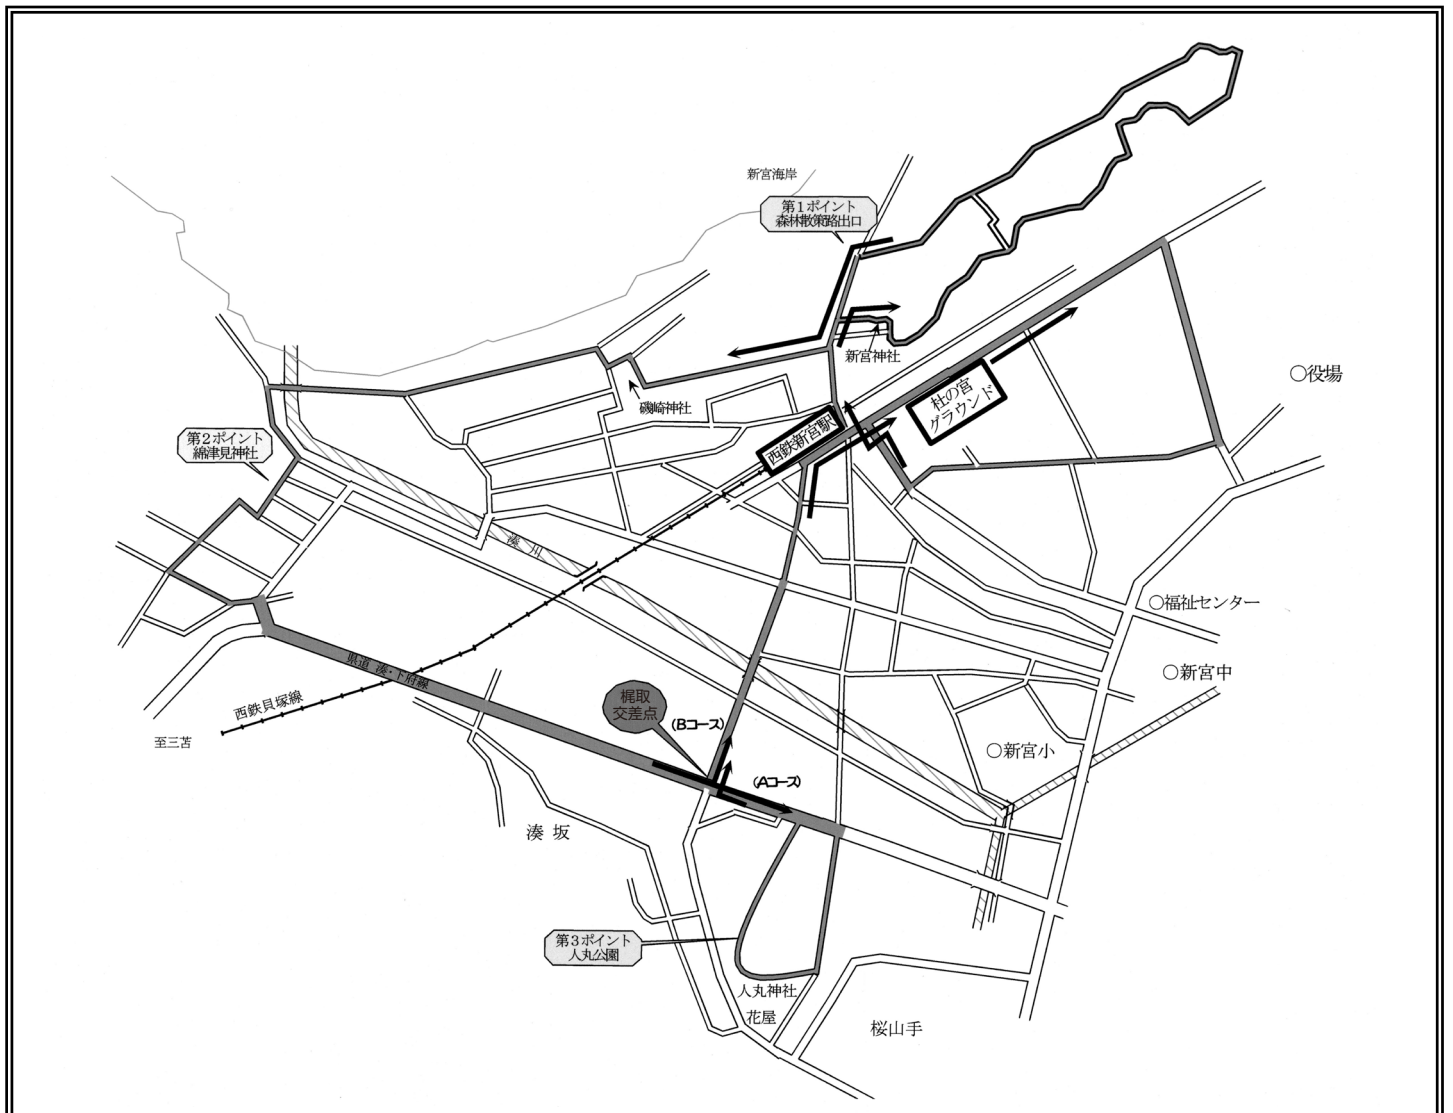 新宮海岸
第1ポイント
森林散策路出口
新宮神社
杜の宮
グラウンド
○役場
磯崎神社
西鉄新宮駅
第2ポイント
綿津見神社
湊川
○福祉センター
○新宮中
県道 湊・下府線
西鉄貝塚線
至三苫
梶取
交差点
(Bコース)
(Aコース)
○新宮小
湊 坂
第3ポイント
人丸公園
人丸神社
花屋
桜山手